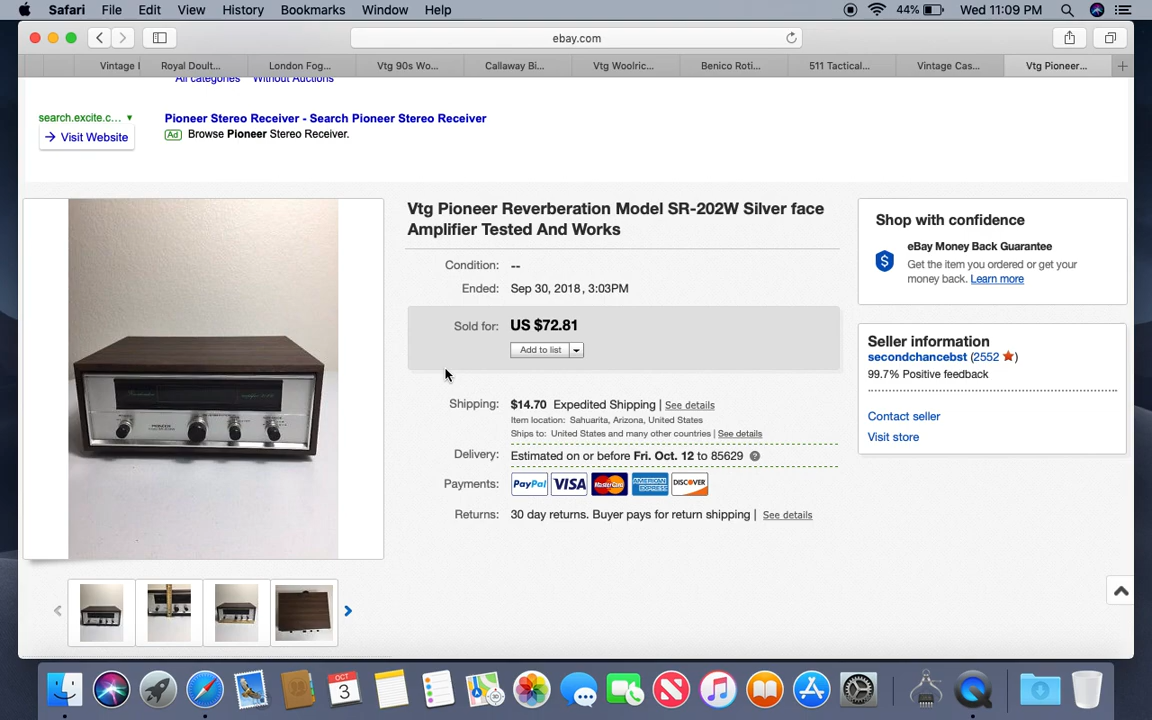 Safari File Edit View History Bookmarks Window Help 44% Wed 11:09 PM
ebay.com
Vintage I Royal Doult... London Fog... Vtg 90s Wo... Callaway Bi... Vtg Woolric... Benico Roti... 511 Tactical... Vintage Cas... Vtg Pioneer...
All categories Without Auctions
search.excite.c... Pioneer Stereo Receiver - Search Pioneer Stereo Receiver
Visit Website Ad Browse Pioneer Stereo Receiver.
Vtg Pioneer Reverberation Model SR-202W Silver face
Amplifier Tested And Works
Condition: --
Ended: Sep 30, 2018 , 3:03PM
Sold for: US $72.81
Add to list
Shipping: $14.70 Expedited Shipping | See details
Item location: Sahuarita, Arizona, United States
Ships to: United States and many other countries | See details
Delivery: Estimated on or before Fri. Oct. 12 to 85629 ?
Payments: PayPal VISA MasterCard AMERICAN EXPRESS DISCOVER
Returns: 30 day returns. Buyer pays for return shipping | See details
Shop with confidence
eBay Money Back Guarantee
Get the item you ordered or get your
money back. Learn more
Seller information
secondchancebst (2552 )
99.7% Positive feedback
Contact seller
Visit store
PIONEER
OCT
3